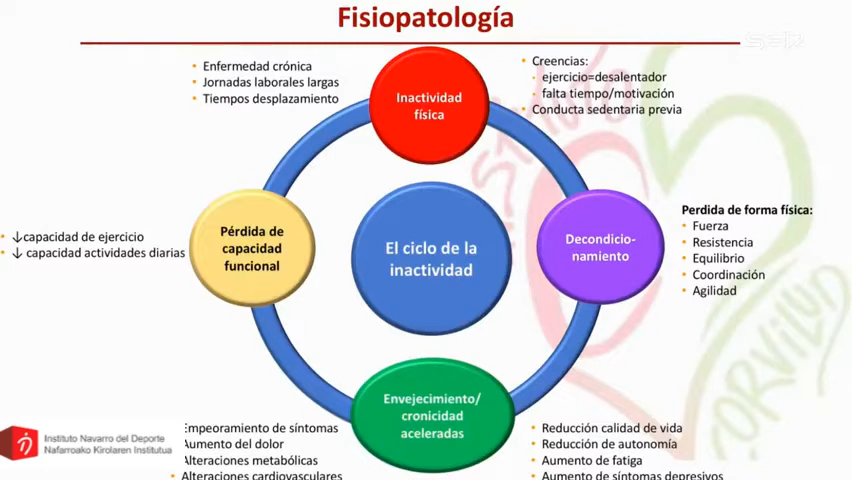 Fisiopatología
SER
• Enfermedad crónica
• Jornadas laborales largas
• Tiempos desplazamiento
Inactividad
física
• Creencias:
- ejercicio=desalentador
- falta tiempo/motivación
• Conducta sedentaria previa
• ↓capacidad de ejercicio
• ↓ capacidad actividades diarias
Pérdida de
capacidad
funcional
El ciclo de la
inactividad
Decondicio-
namiento
Perdida de forma física:
• Fuerza
• Resistencia
• Equilibrio
• Coordinación
• Agilidad
Envejecimiento/
cronicidad
aceleradas
Empeoramiento de síntomas
Aumento del dolor
Alteraciones metabólicas
• Alteraciones cardiovasculares
• Reducción calidad de vida
• Reducción de autonomía
• Aumento de fatiga
• Aumento de síntomas depresivos
Instituto Navarro del Deporte
Nafarroako Kirolaren Institutua